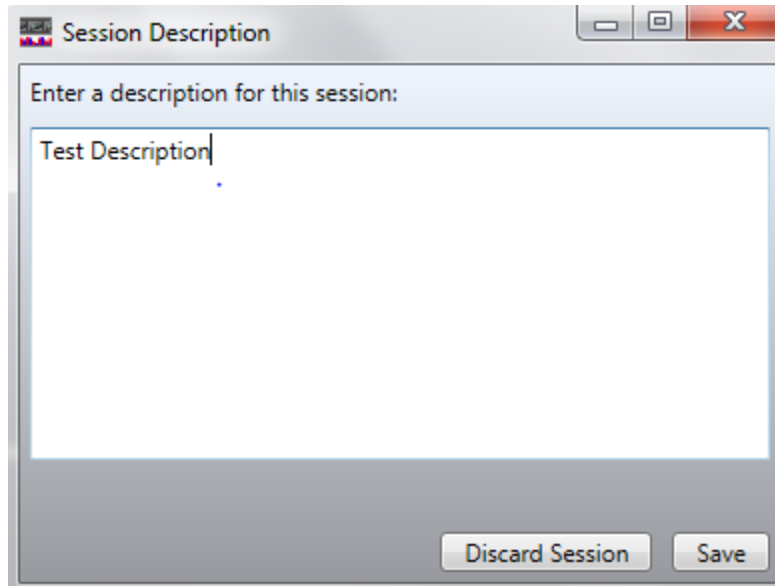 Session Description
Enter a description for this session:
Test Description
Discard Session Save